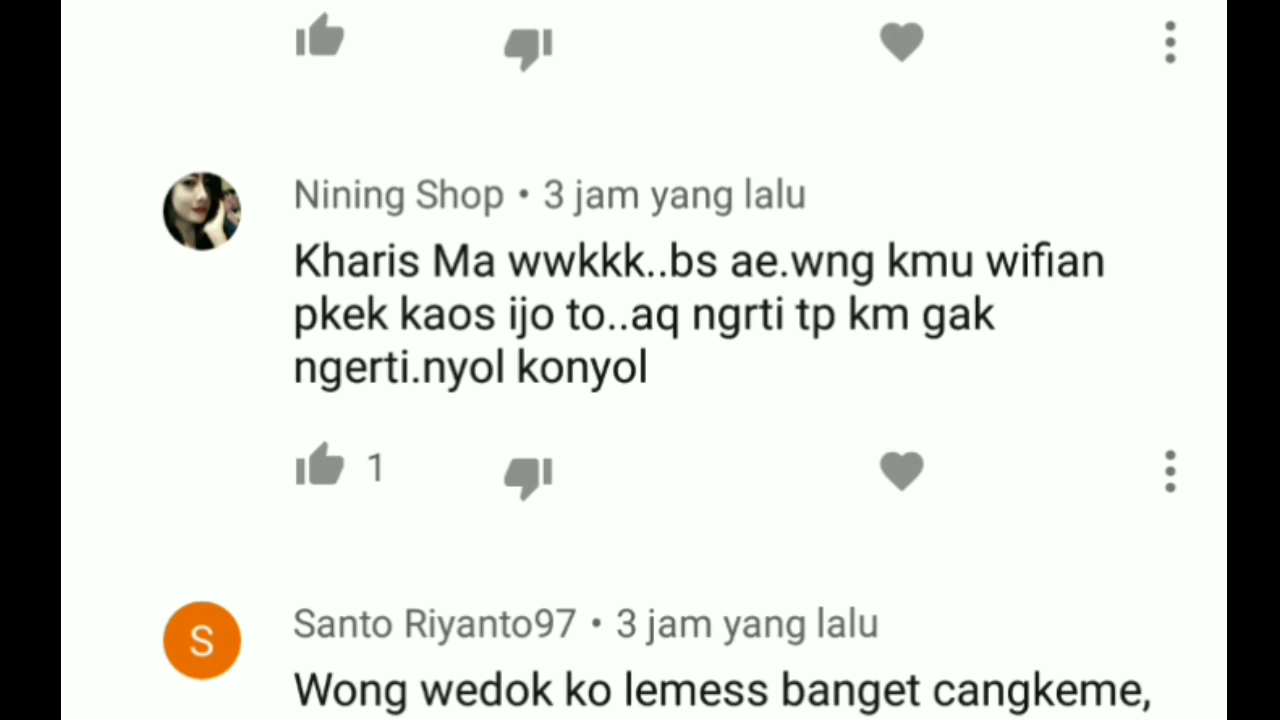 Nining Shop • 3 jam yang lalu
Kharis Ma wwkkk..bs ae.wng kmu wifian
pkek kaos ijo to..aq ngrti tp km gak
ngerti.nyol konyol
1
S
Santo Riyanto97 • 3 jam yang lalu
Wong wedok ko lemess banget cangkeme,